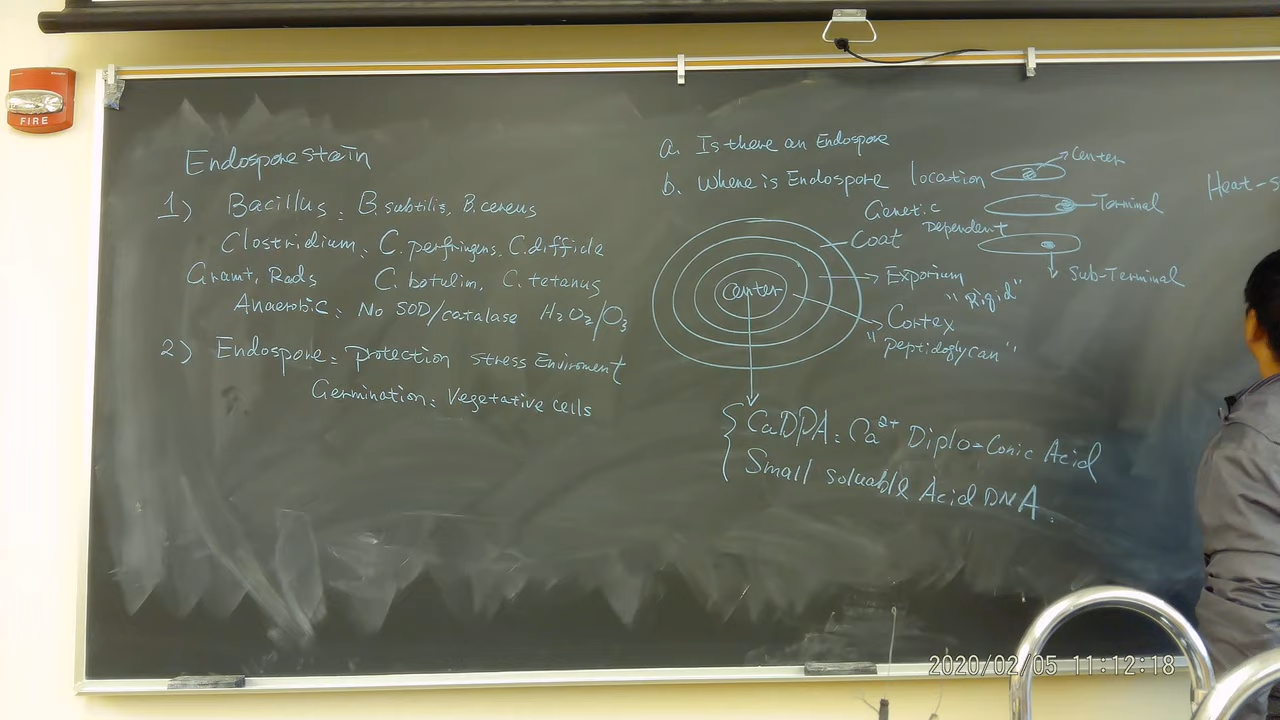 FIRE
Endospore stain
1) Bacillus: B. subtilis, B. cereus
Clostridium: C. perfringens, C. difficle
Gram+, Rods C. botulim, C. tetanus
Anaerobic: No SOD/catalase H2O2/O3
2) Endospore: protection stress Enviroment
Germination: Vegetative cells
a. Is there an Endospore
b. Where is Endospore location
Center
Terminal
Sub-Terminal
Genetic
Dependent
Coat
Exporium
"Rigid"
Cortex
"peptidoglycan"
center
CaDPA: Ca2+ Diplo-Conic Acid
Small soluable Acid DNA.
Heat-s
2020/02/05 11:12:18